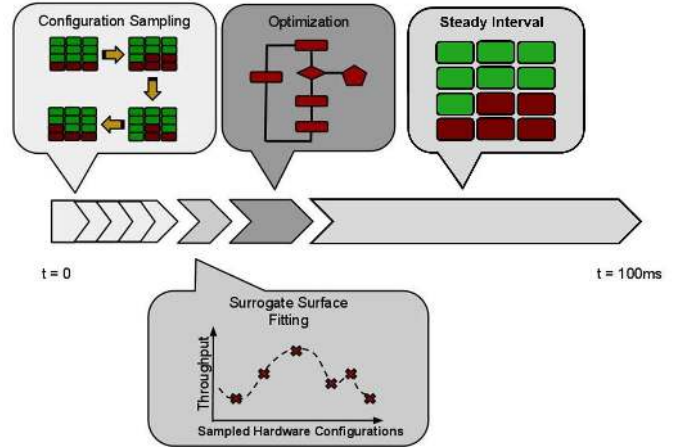 Configuration Sampling
Optimization
Steady Interval
t = 0
t = 100ms
Surrogate Surface
Fitting
Throughput
Sampled Hardware Configurations